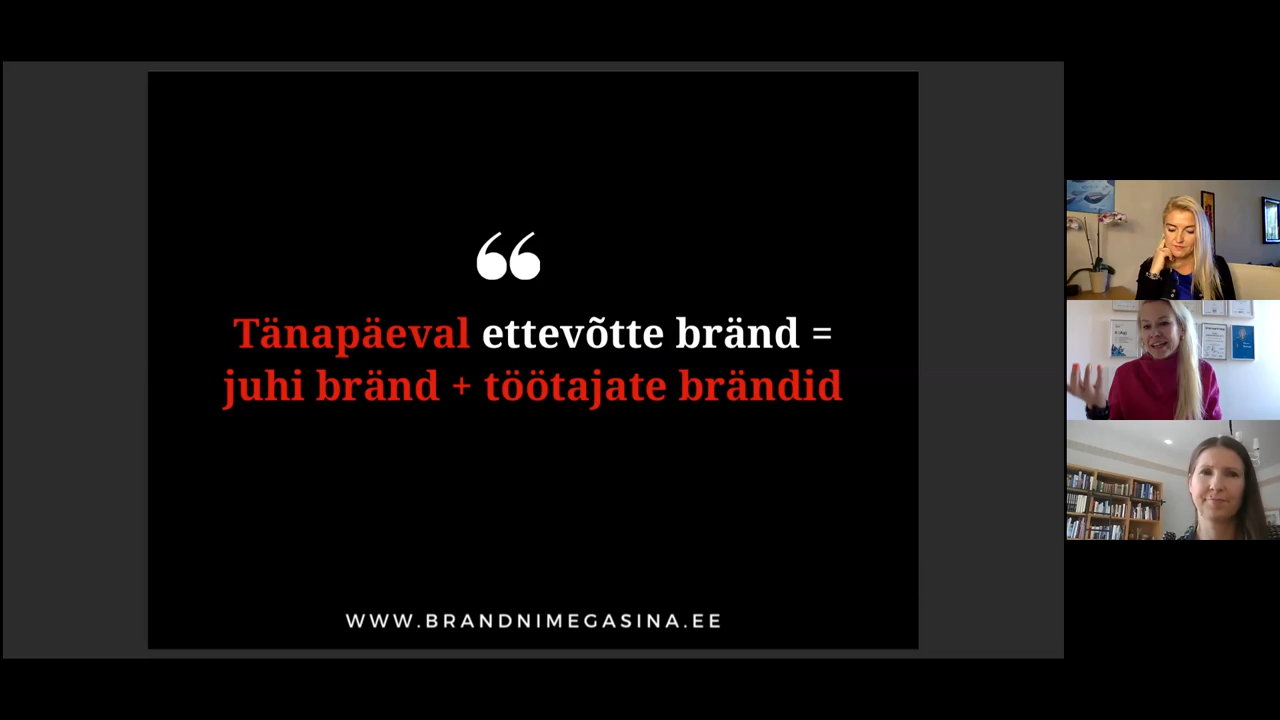 “
Tänapäeval ettevõtte bränd =
juhi bränd + töötajate brändid
WWW.BRANDNIMEGASINA.EE